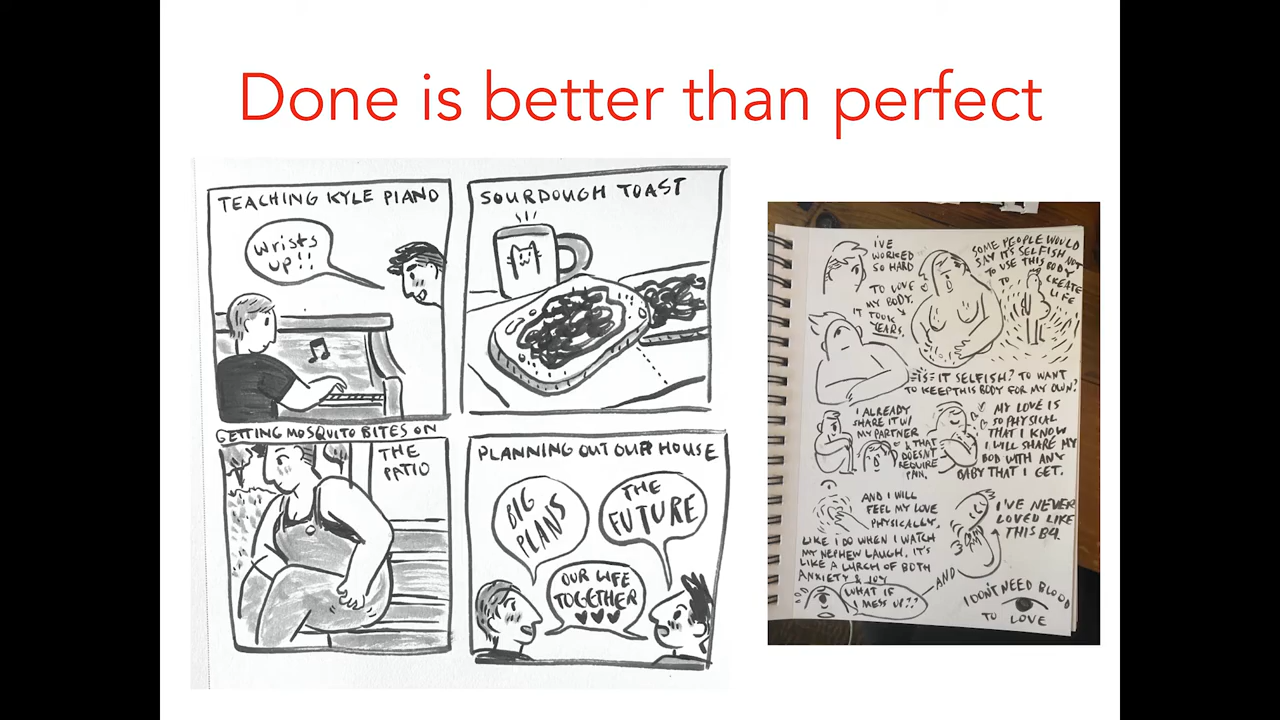 Done is better than perfect
TEACHING KYLE PIANO
wrists
up!!
SOURDOUGH TOAST
GETTING MOSQUITO BITES ON
THE
PATIO
PLANNING OUT OUR HOUSE
BIG
PLANS
THE
FUTURE
OUR LIFE
TOGETHER
I'VE
WORKED
SO HARD
TO LOVE
MY BODY.
IT TOOK
YEARS.
SOME PEOPLE WOULD
SAY IT'S SELFISH NOT
TO USE THIS BODY
TO CREATE
LIFE
IS IT SELFISH? TO WANT
TO KEEP THIS BODY FOR MY OWN?
I ALREADY
SHARE IT W/
MY PARTNER
& THAT
DOESN'T
REQUIRE
PAIN.
MY LOVE IS
SO PHYSICAL
THAT I KNOW
I WILL SHARE MY
BOD WITH ANY
BABY THAT I GET.
AND I WILL
FEEL MY LOVE
PHYSICALLY,
LIKE I DO WHEN I WATCH
MY NEPHEW LAUGH. IT'S
LIKE A LURCH OF BOTH
ANXIETY & JOY
WHAT IF
I MESS UP??
AND
I'VE NEVER
LOVED LIKE
THIS B4.
I DON'T NEED BLOOD
TO LOVE